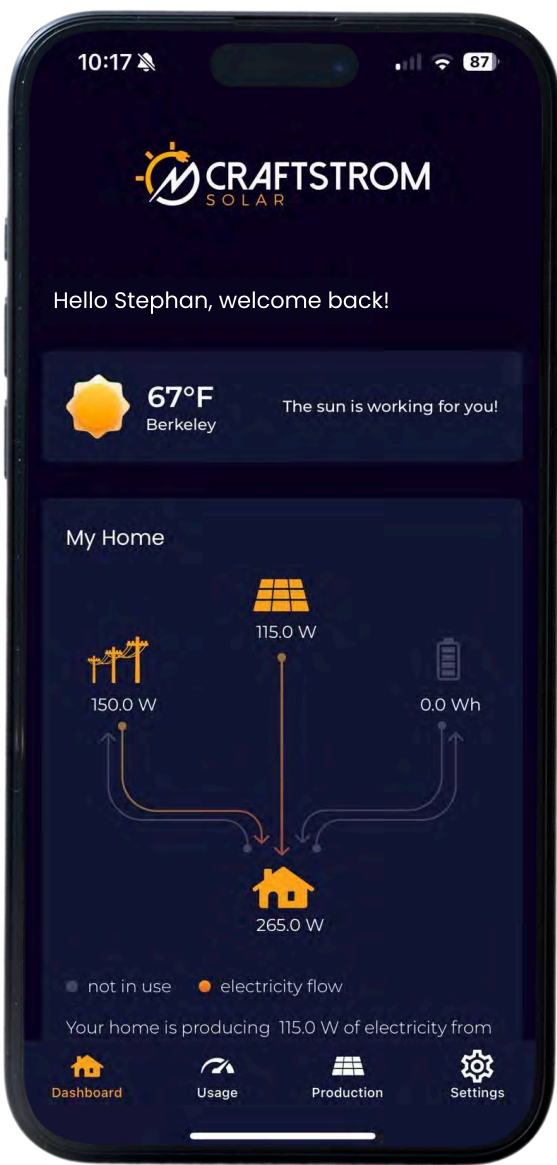 10:17
87
CRAFTSTROM
SOLAR
Hello Stephan, welcome back!
67°F
Berkeley
The sun is working for you!
My Home
115.0 W
150.0 W
0.0 Wh
265.0 W
not in use
electricity flow
Your home is producing 115.0 W of electricity from
Dashboard
Usage
Production
Settings